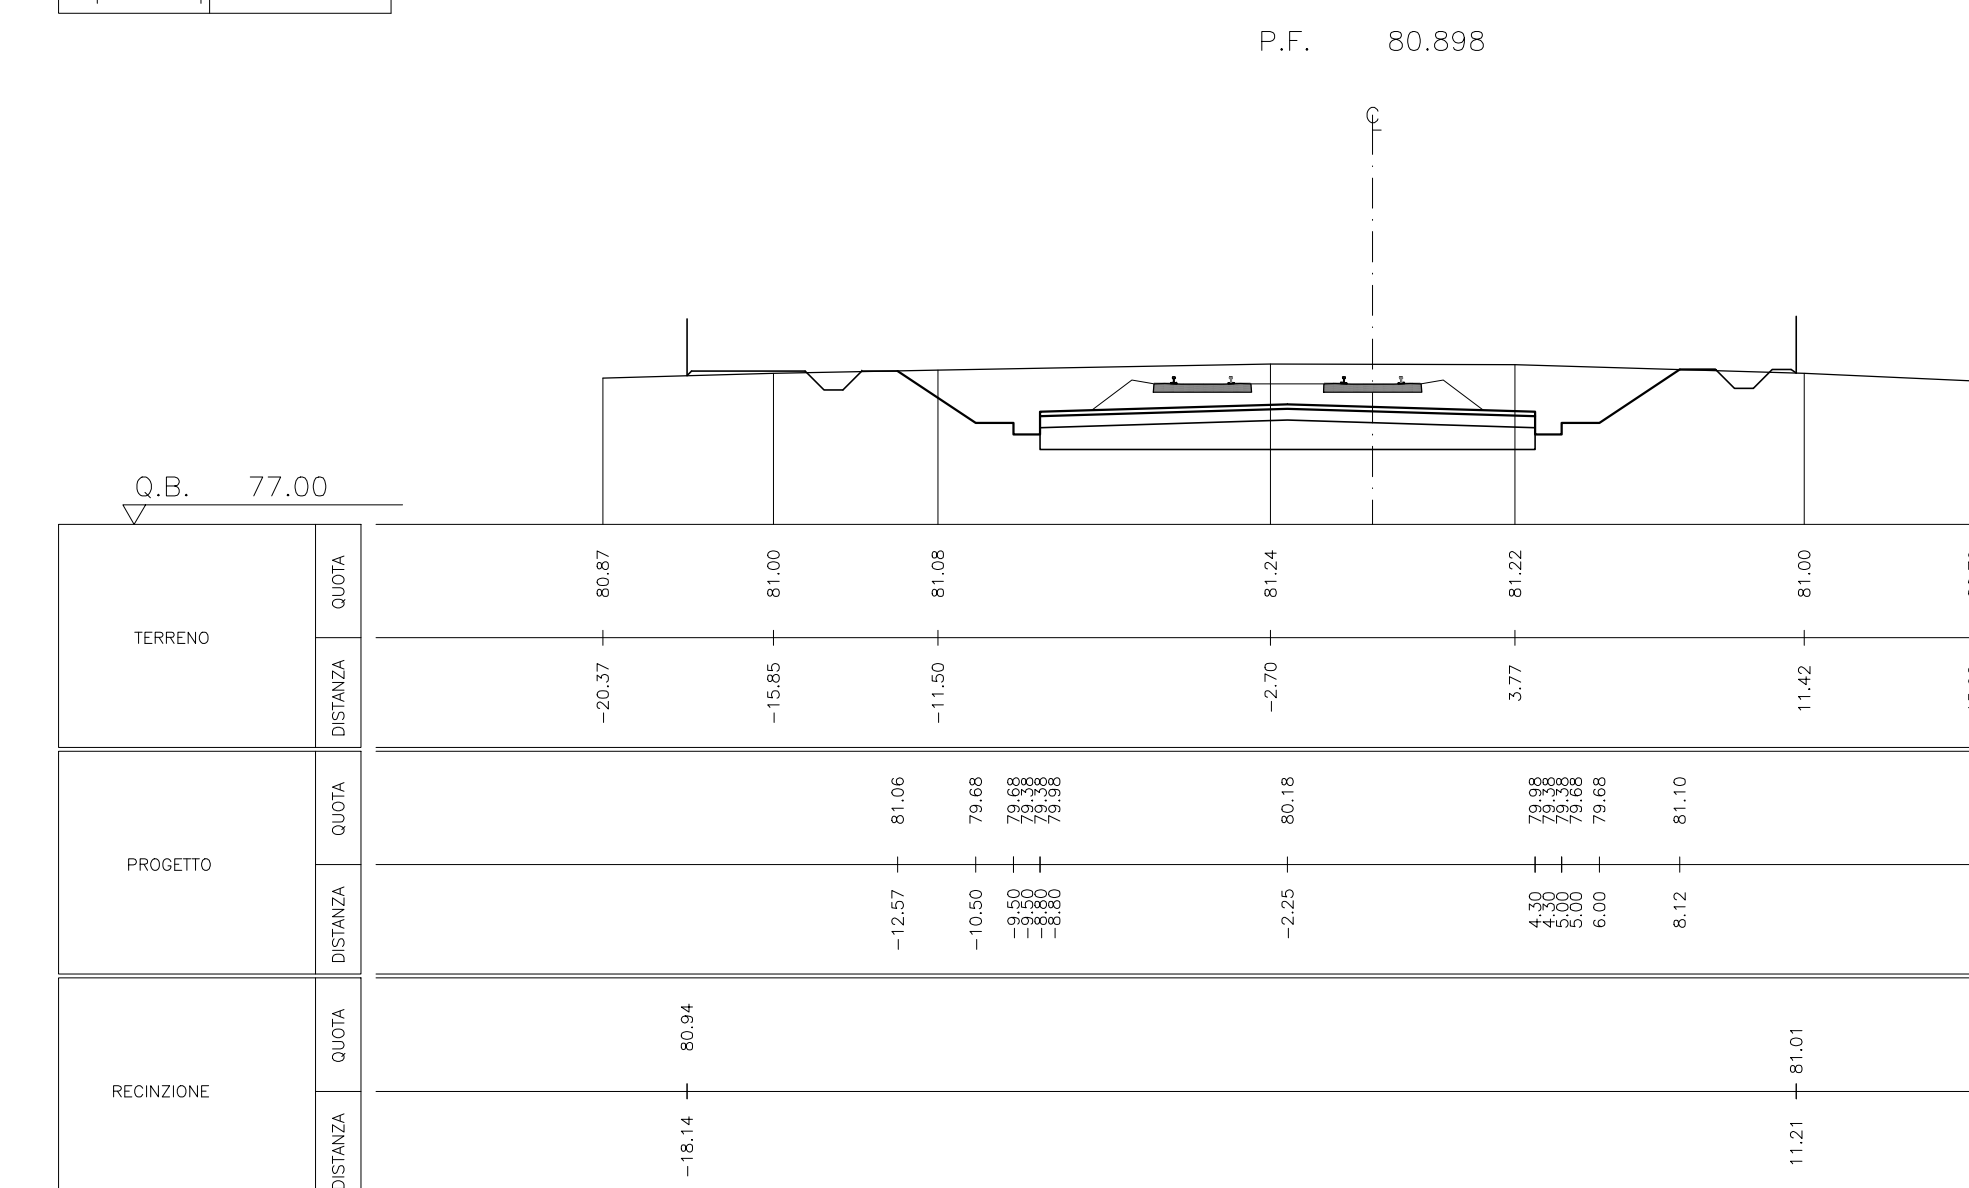 P.F. 80.898
C
L
Q.B. 77.00
TERRENO
QUOTA
80.87 81.00 81.08 81.24 81.22 81.00
DISTANZA
-20.37 -15.85 -11.50 -2.70 3.77 11.42
PROGETTO
QUOTA
81.06 79.68 79.68 79.38 79.38 79.98 80.18 79.98 79.38 79.38 79.68 79.68 81.10
DISTANZA
-12.57 -10.50 -9.50 -9.50 -8.80 -8.80 -2.25 4.30 4.30 5.00 5.00 6.00 8.12
RECINZIONE
QUOTA
80.94 81.01
DISTANZA
-18.14 11.21